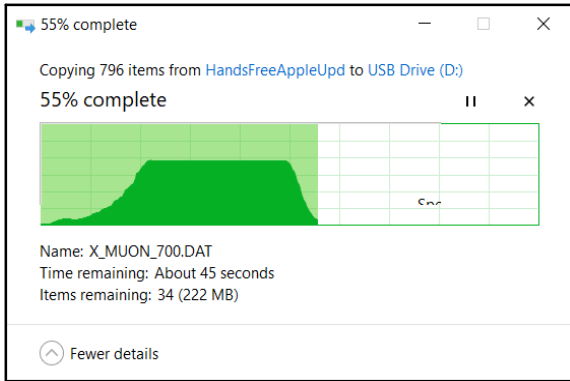 55% complete
Copying 796 items from HandsFreeAppleUpd to USB Drive (D:)
55% complete
Name: X_MUON_700.DAT
Time remaining: About 45 seconds
Items remaining: 34 (222 MB)
Fewer details